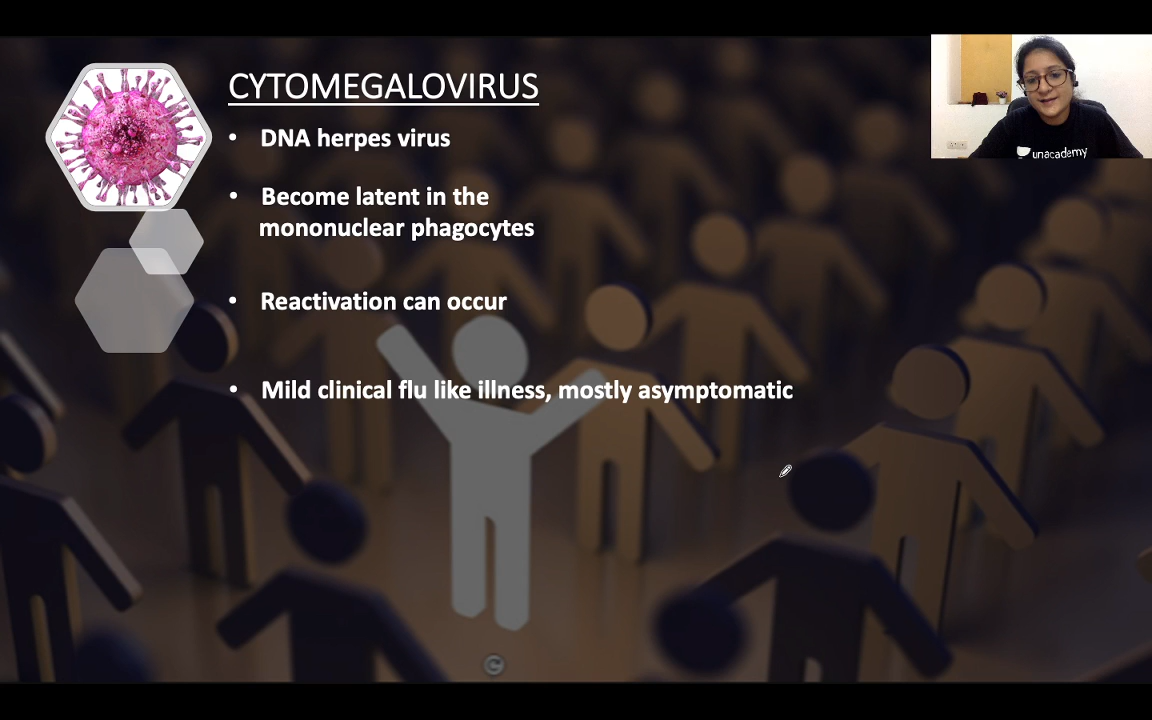 CYTOMEGALOVIRUS
• DNA herpes virus
• Become latent in the
mononuclear phagocytes
• Reactivation can occur
• Mild clinical flu like illness, mostly asymptomatic
unacademy